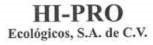 HI-PRO
Ecológicos, S.A. de C.V.